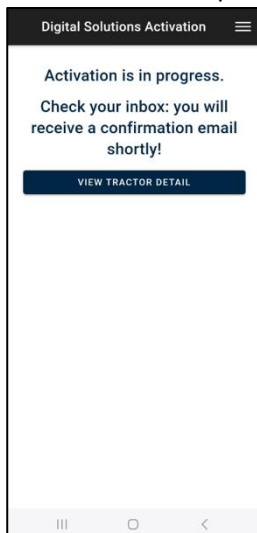 Digital Solutions Activation
Activation is in progress.
Check your inbox: you will
receive a confirmation email
shortly!
VIEW TRACTOR DETAIL